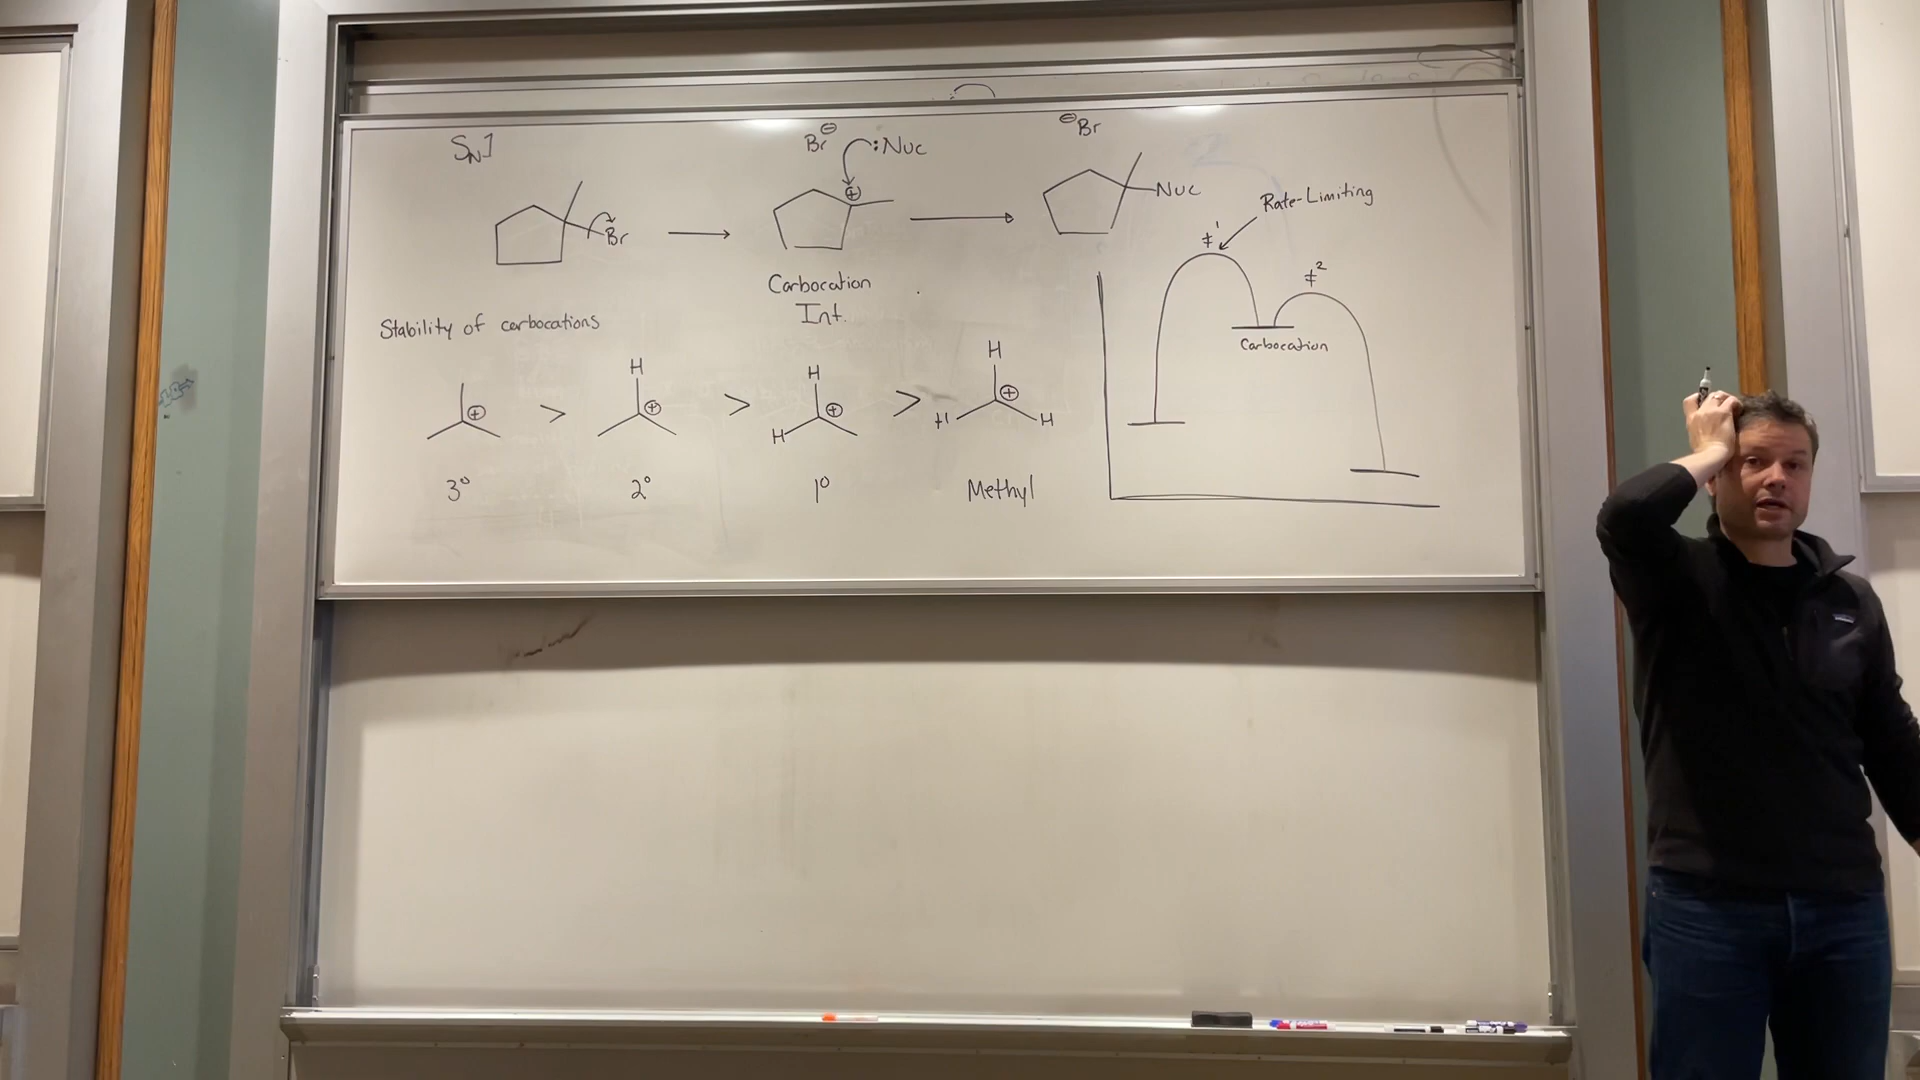 SN1
Br⊖ :Nuc
⊖Br
Br
⊕
Nuc
Rate-Limiting
‡1
‡2
Carbocation
Int.
Carbocation
Stability of carbocations
⊕ > H ⊕ > H H ⊕ > H H H ⊕
3° 2° 1° Methyl